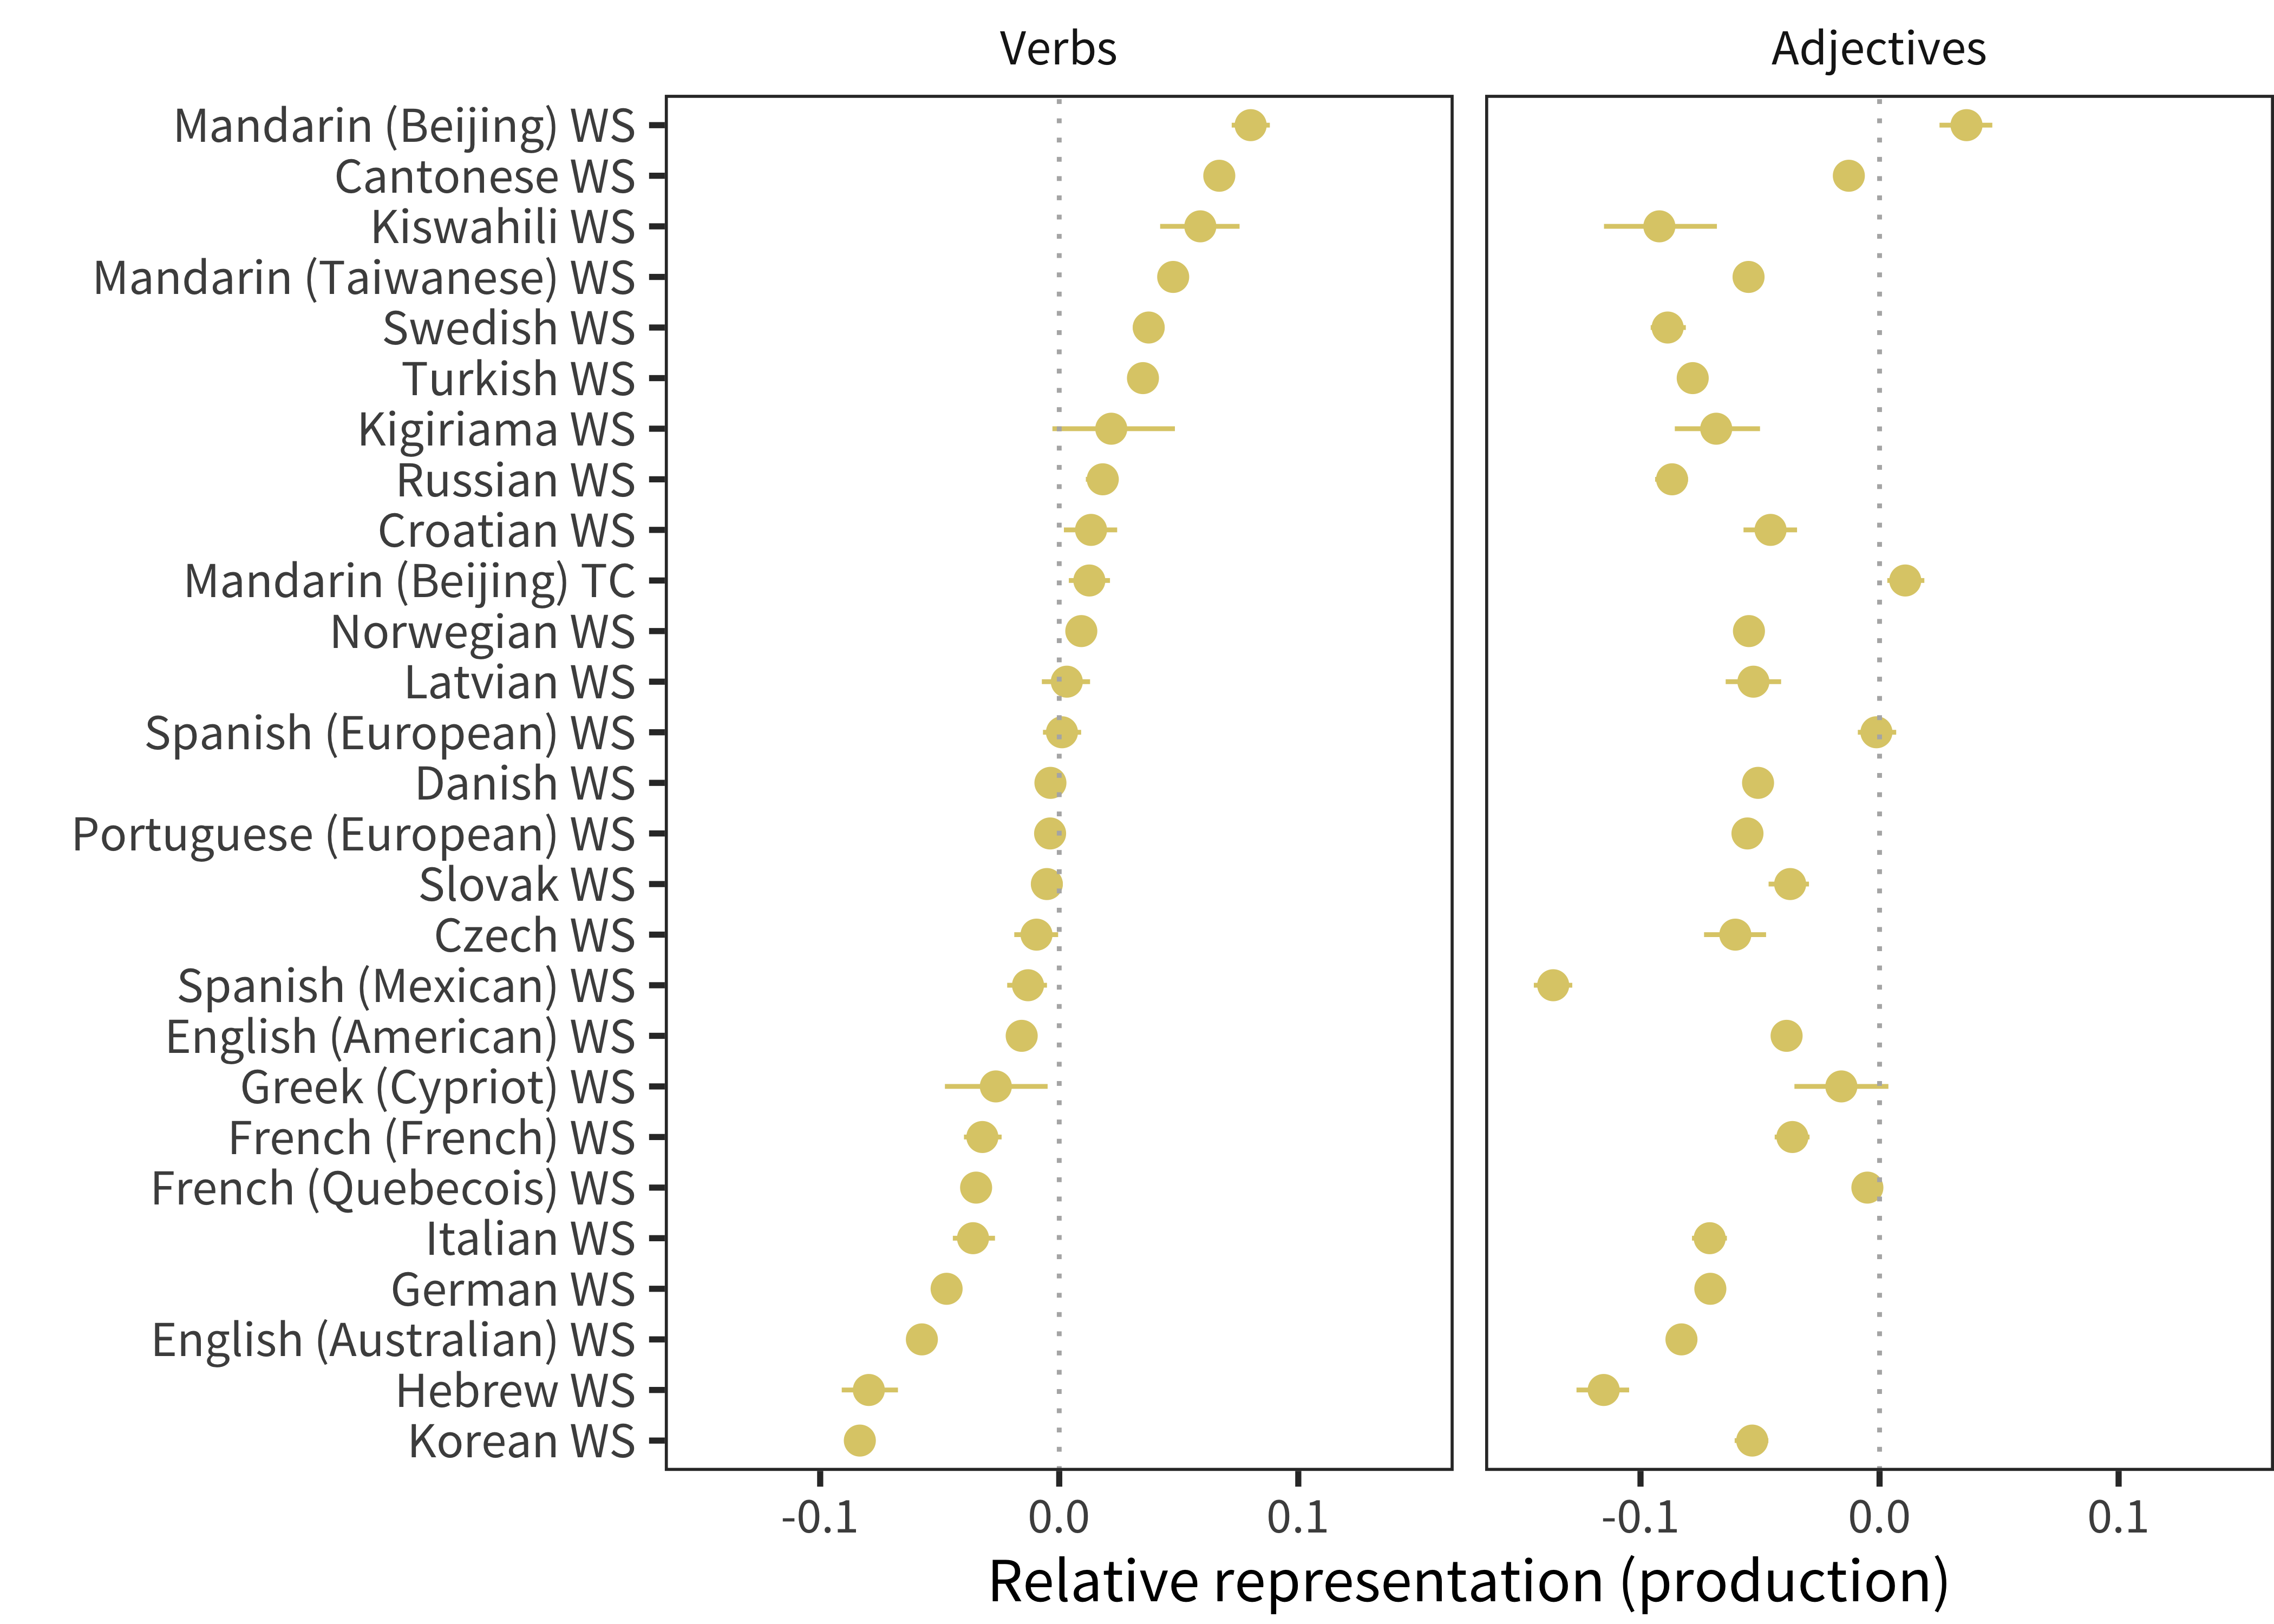 Verbs Adjectives
Mandarin (Beijing) WS
Cantonese WS
Kiswahili WS
Mandarin (Taiwanese) WS
Swedish WS
Turkish WS
Kigiriama WS
Russian WS
Croatian WS
Mandarin (Beijing) TC
Norwegian WS
Latvian WS
Spanish (European) WS
Danish WS
Portuguese (European) WS
Slovak WS
Czech WS
Spanish (Mexican) WS
English (American) WS
Greek (Cypriot) WS
French (French) WS
French (Quebecois) WS
Italian WS
German WS
English (Australian) WS
Hebrew WS
Korean WS
-0.1 0.0 0.1 -0.1 0.0 0.1
Relative representation (production)